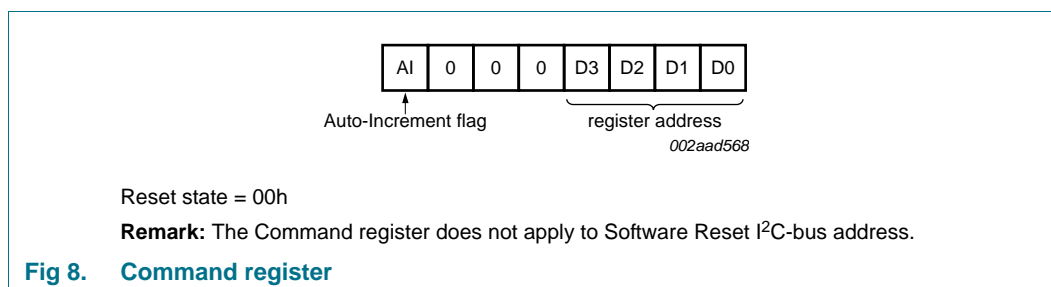 AI 0 0 0 D3 D2 D1 D0
Auto-Increment flag register address
002aad568
Reset state = 00h
Remark: The Command register does not apply to Software Reset I²C-bus address.
Fig 8. Command register